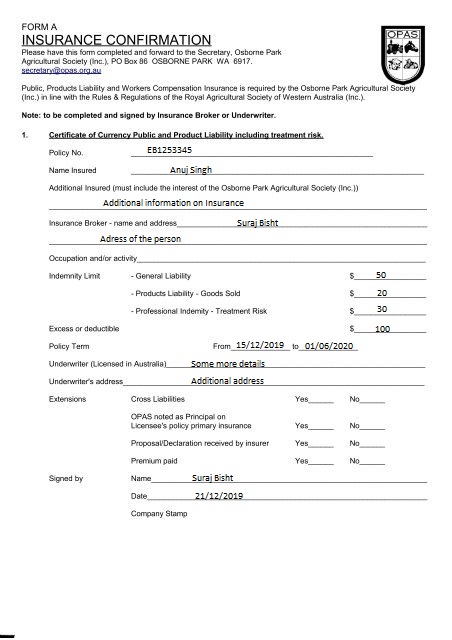 FORM A
INSURANCE CONFIRMATION
OPAS
Please have this form completed and forward to the Secretary, Osborne Park
Agricultural Society (Inc.), PO Box 86 OSBORNE PARK WA 6917.
secretary@opas.org.au
Public, Products Liability and Workers Compensation Insurance is required by the Osborne Park Agricultural Society
(Inc.) in line with the Rules & Regulations of the Royal Agricultural Society of Western Australia (Inc.).
Note: to be completed and signed by Insurance Broker or Underwriter.
1. Certificate of Currency Public and Product Liability including treatment risk.
Policy No. EB1253345
Name Insured Anuj Singh
Additional Insured (must include the interest of the Osborne Park Agricultural Society (Inc.))
Additional information on Insurance
Insurance Broker - name and address Suraj Bisht
Adress of the person
Occupation and/or activity
Indemnity Limit - General Liability $ 50
- Products Liability - Goods Sold $ 20
- Professional Indemity - Treatment Risk $ 30
Excess or deductible $ 100
Policy Term From 15/12/2019 to 01/06/2020
Underwriter (Licensed in Australia) Some more details
Underwriter's address Additional address
Extensions Cross Liabilities Yes No
OPAS noted as Principal on
Licensee's policy primary insurance Yes No
Proposal/Declaration received by insurer Yes No
Premium paid Yes No
Signed by Name Suraj Bisht
Date 21/12/2019
Company Stamp